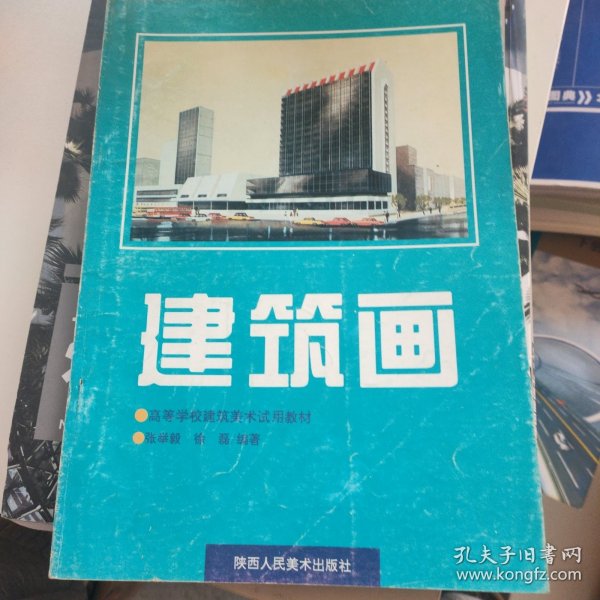 建筑画
高等学校建筑美术试用教材
张举毅 徐磊 编著
陕西人民美术出版社
孔夫子旧书网
www.kongfz.com